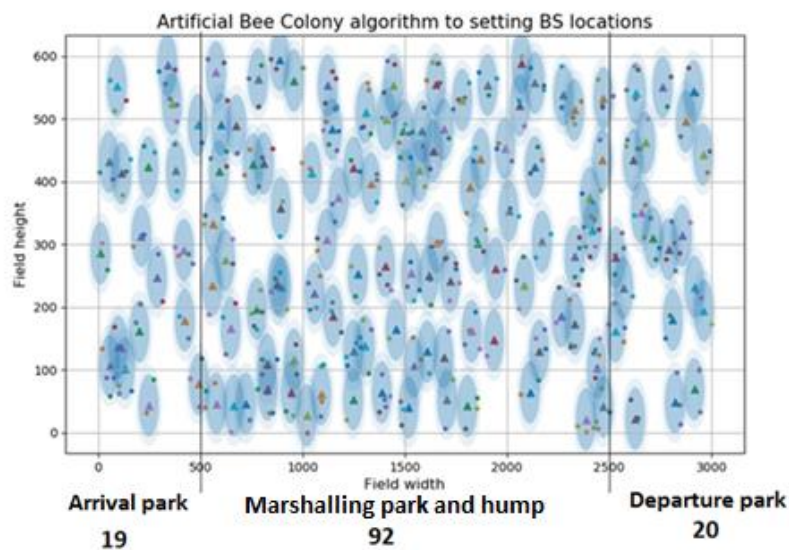 Artificial Bee Colony algorithm to setting BS locations
600
500
400
300
200
100
0
Field height
0 500 1000 1500 2000 2500 3000
Field width
Arrival park Marshalling park and hump Departure park
19 92 20